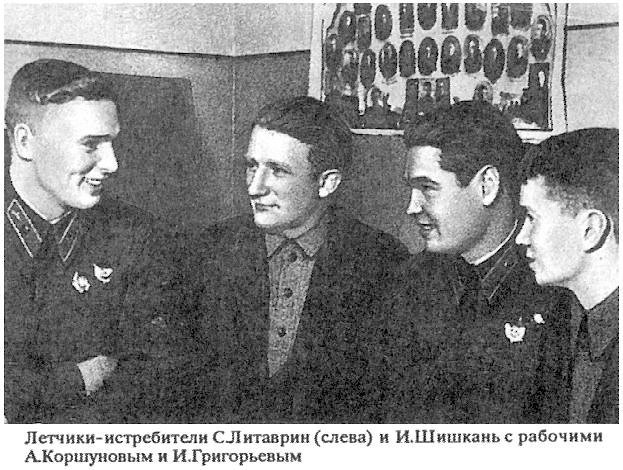 Летчики-истребители С.Литаврин (слева) и И.Шишкань с рабочими
А.Коршуновым и И.Григорьевым